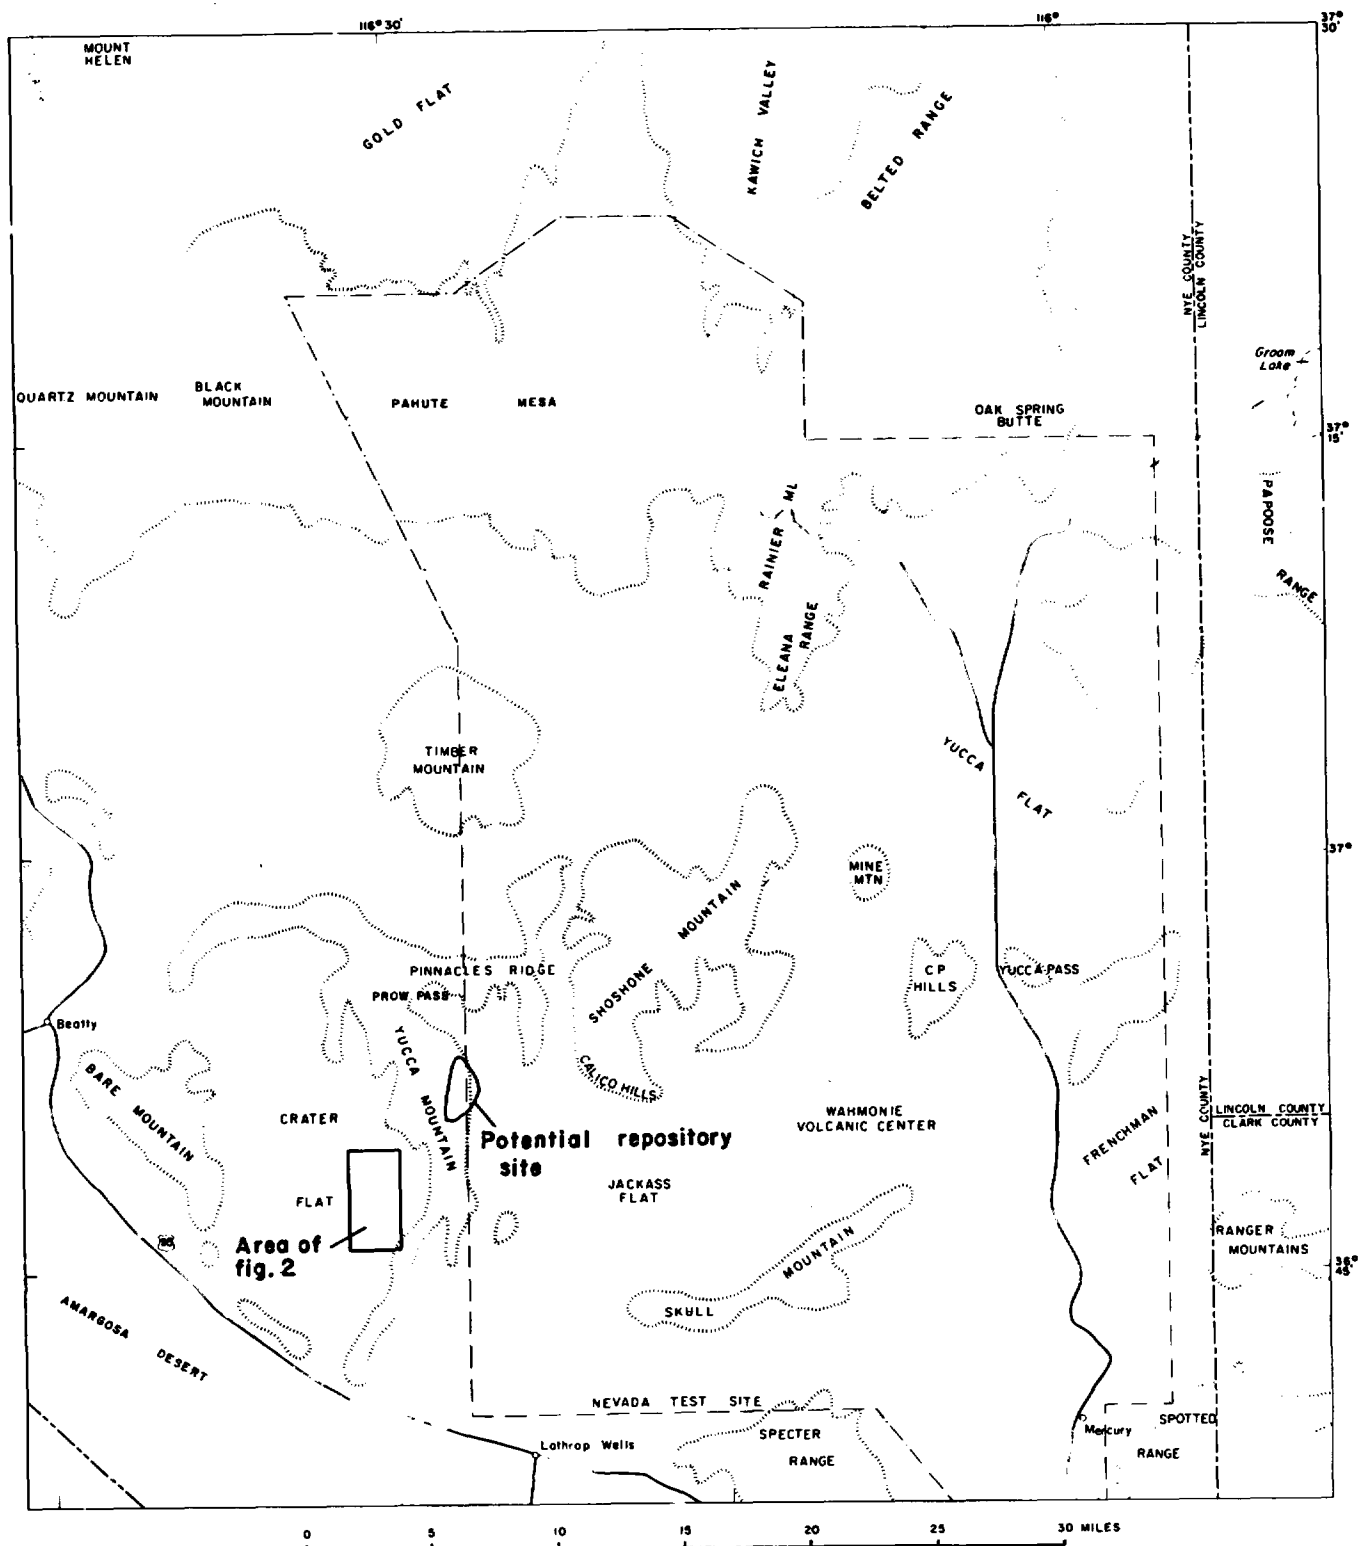 116° 30'
116°
37°
30'
MOUNT
HELEN
GOLD FLAT
KAWICH VALLEY
BELTED RANGE
NYE COUNTY
LINCOLN COUNTY
Groom
Lake
QUARTZ MOUNTAIN
BLACK
MOUNTAIN
PAHUTE MESA
OAK SPRING
BUTTE
37°
15'
RAINIER ML
PAPOOSE
RANGE
ELEANA
RANGE
TIMBER
MOUNTAIN
YUCCA
FLAT
37°
MINE
MTN
SHOSHONE MOUNTAIN
PINNACLES RIDGE
PROW PASS
CP
HILLS
YUCCA PASS
Beatty
YUCCA
MOUNTAIN
BARE MOUNTAIN
CALICO HILLS
CRATER
FLAT
WAHMONIE
VOLCANIC CENTER
FRENCHMAN
FLAT
NYE COUNTY
LINCOLN COUNTY
CLARK COUNTY
Potential repository
site
JACKASS
FLAT
Area of
fig. 2
95
RANGER
MOUNTAINS
36°
45'
SKULL MOUNTAIN
AMARGOSA
DESERT
NEVADA TEST SITE
SPECTER
RANGE
Mercury
SPOTTED
RANGE
Lathrop Wells
0 5 10 15 20 25 30 MILES